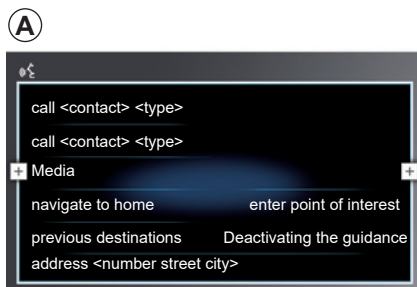 A
call <contact> <type>
call <contact> <type>
Media
navigate to home enter point of interest
previous destinations Deactivating the guidance
address <number street city>